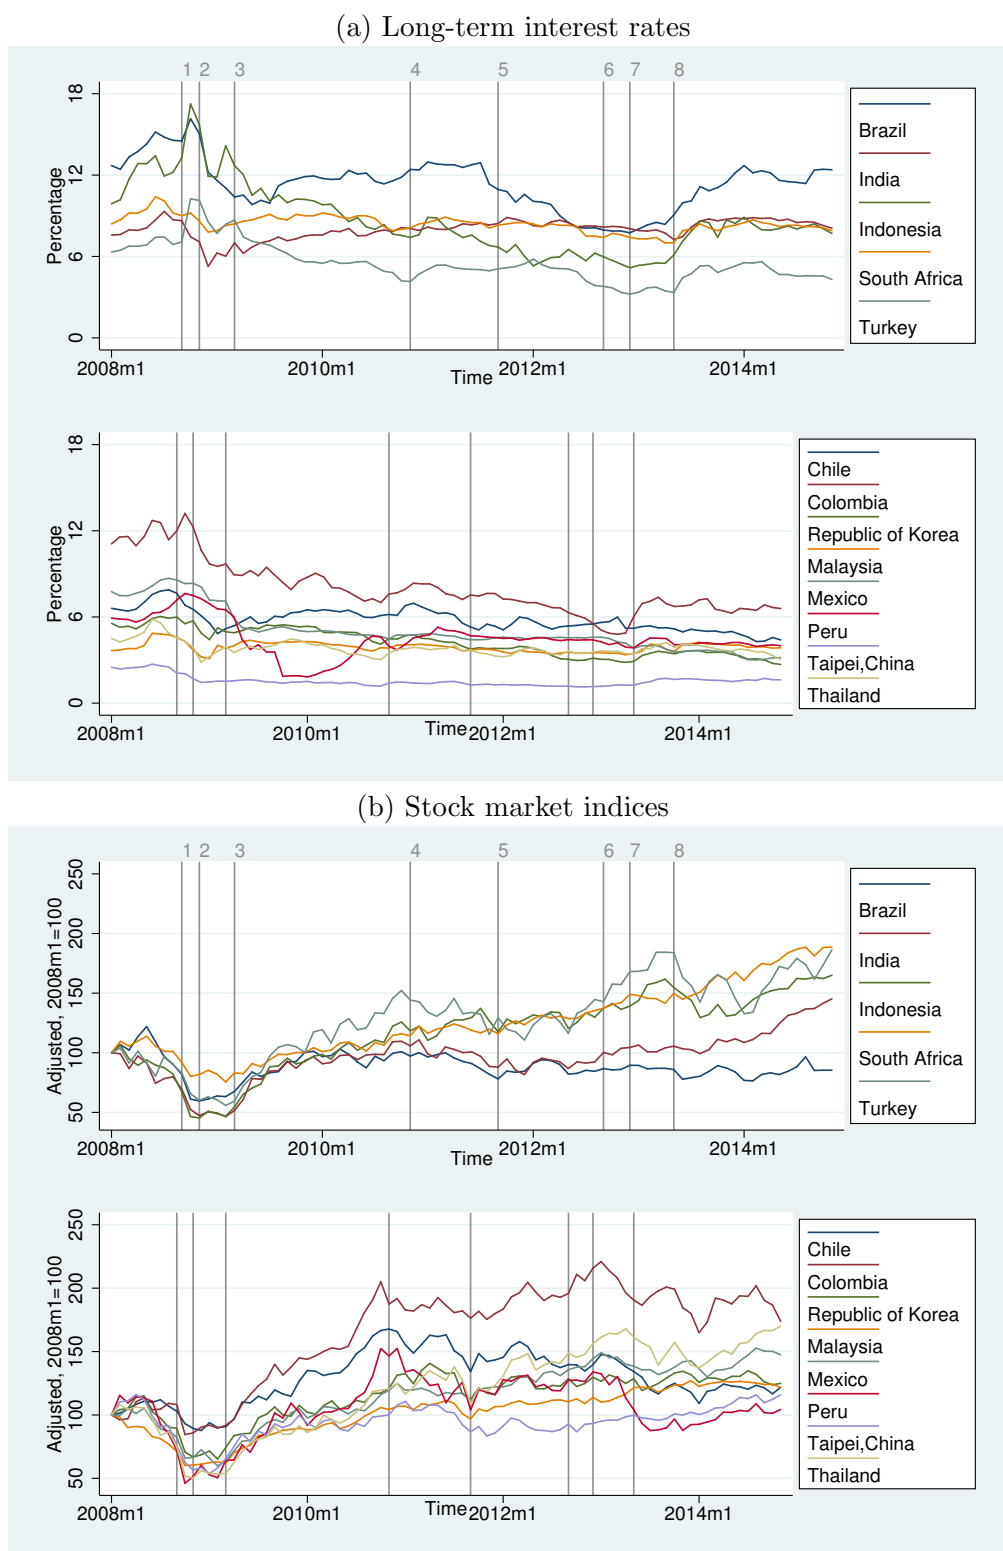 (a) Long-term interest rates
1 2 3 4 5 6 7 8
18
12
6
0
Percentage
2008m1 2010m1 2012m1 2014m1
Time
Brazil
India
Indonesia
South Africa
Turkey
18
12
6
0
Percentage
2008m1 2010m1 2012m1 2014m1
Time
Chile
Colombia
Republic of Korea
Malaysia
Mexico
Peru
Taipei,China
Thailand
(b) Stock market indices
1 2 3 4 5 6 7 8
250
200
150
100
50
Adjusted, 2008m1=100
2008m1 2010m1 2012m1 2014m1
Time
Brazil
India
Indonesia
South Africa
Turkey
250
200
150
100
50
Adjusted, 2008m1=100
2008m1 2010m1 2012m1 2014m1
Time
Chile
Colombia
Republic of Korea
Malaysia
Mexico
Peru
Taipei,China
Thailand